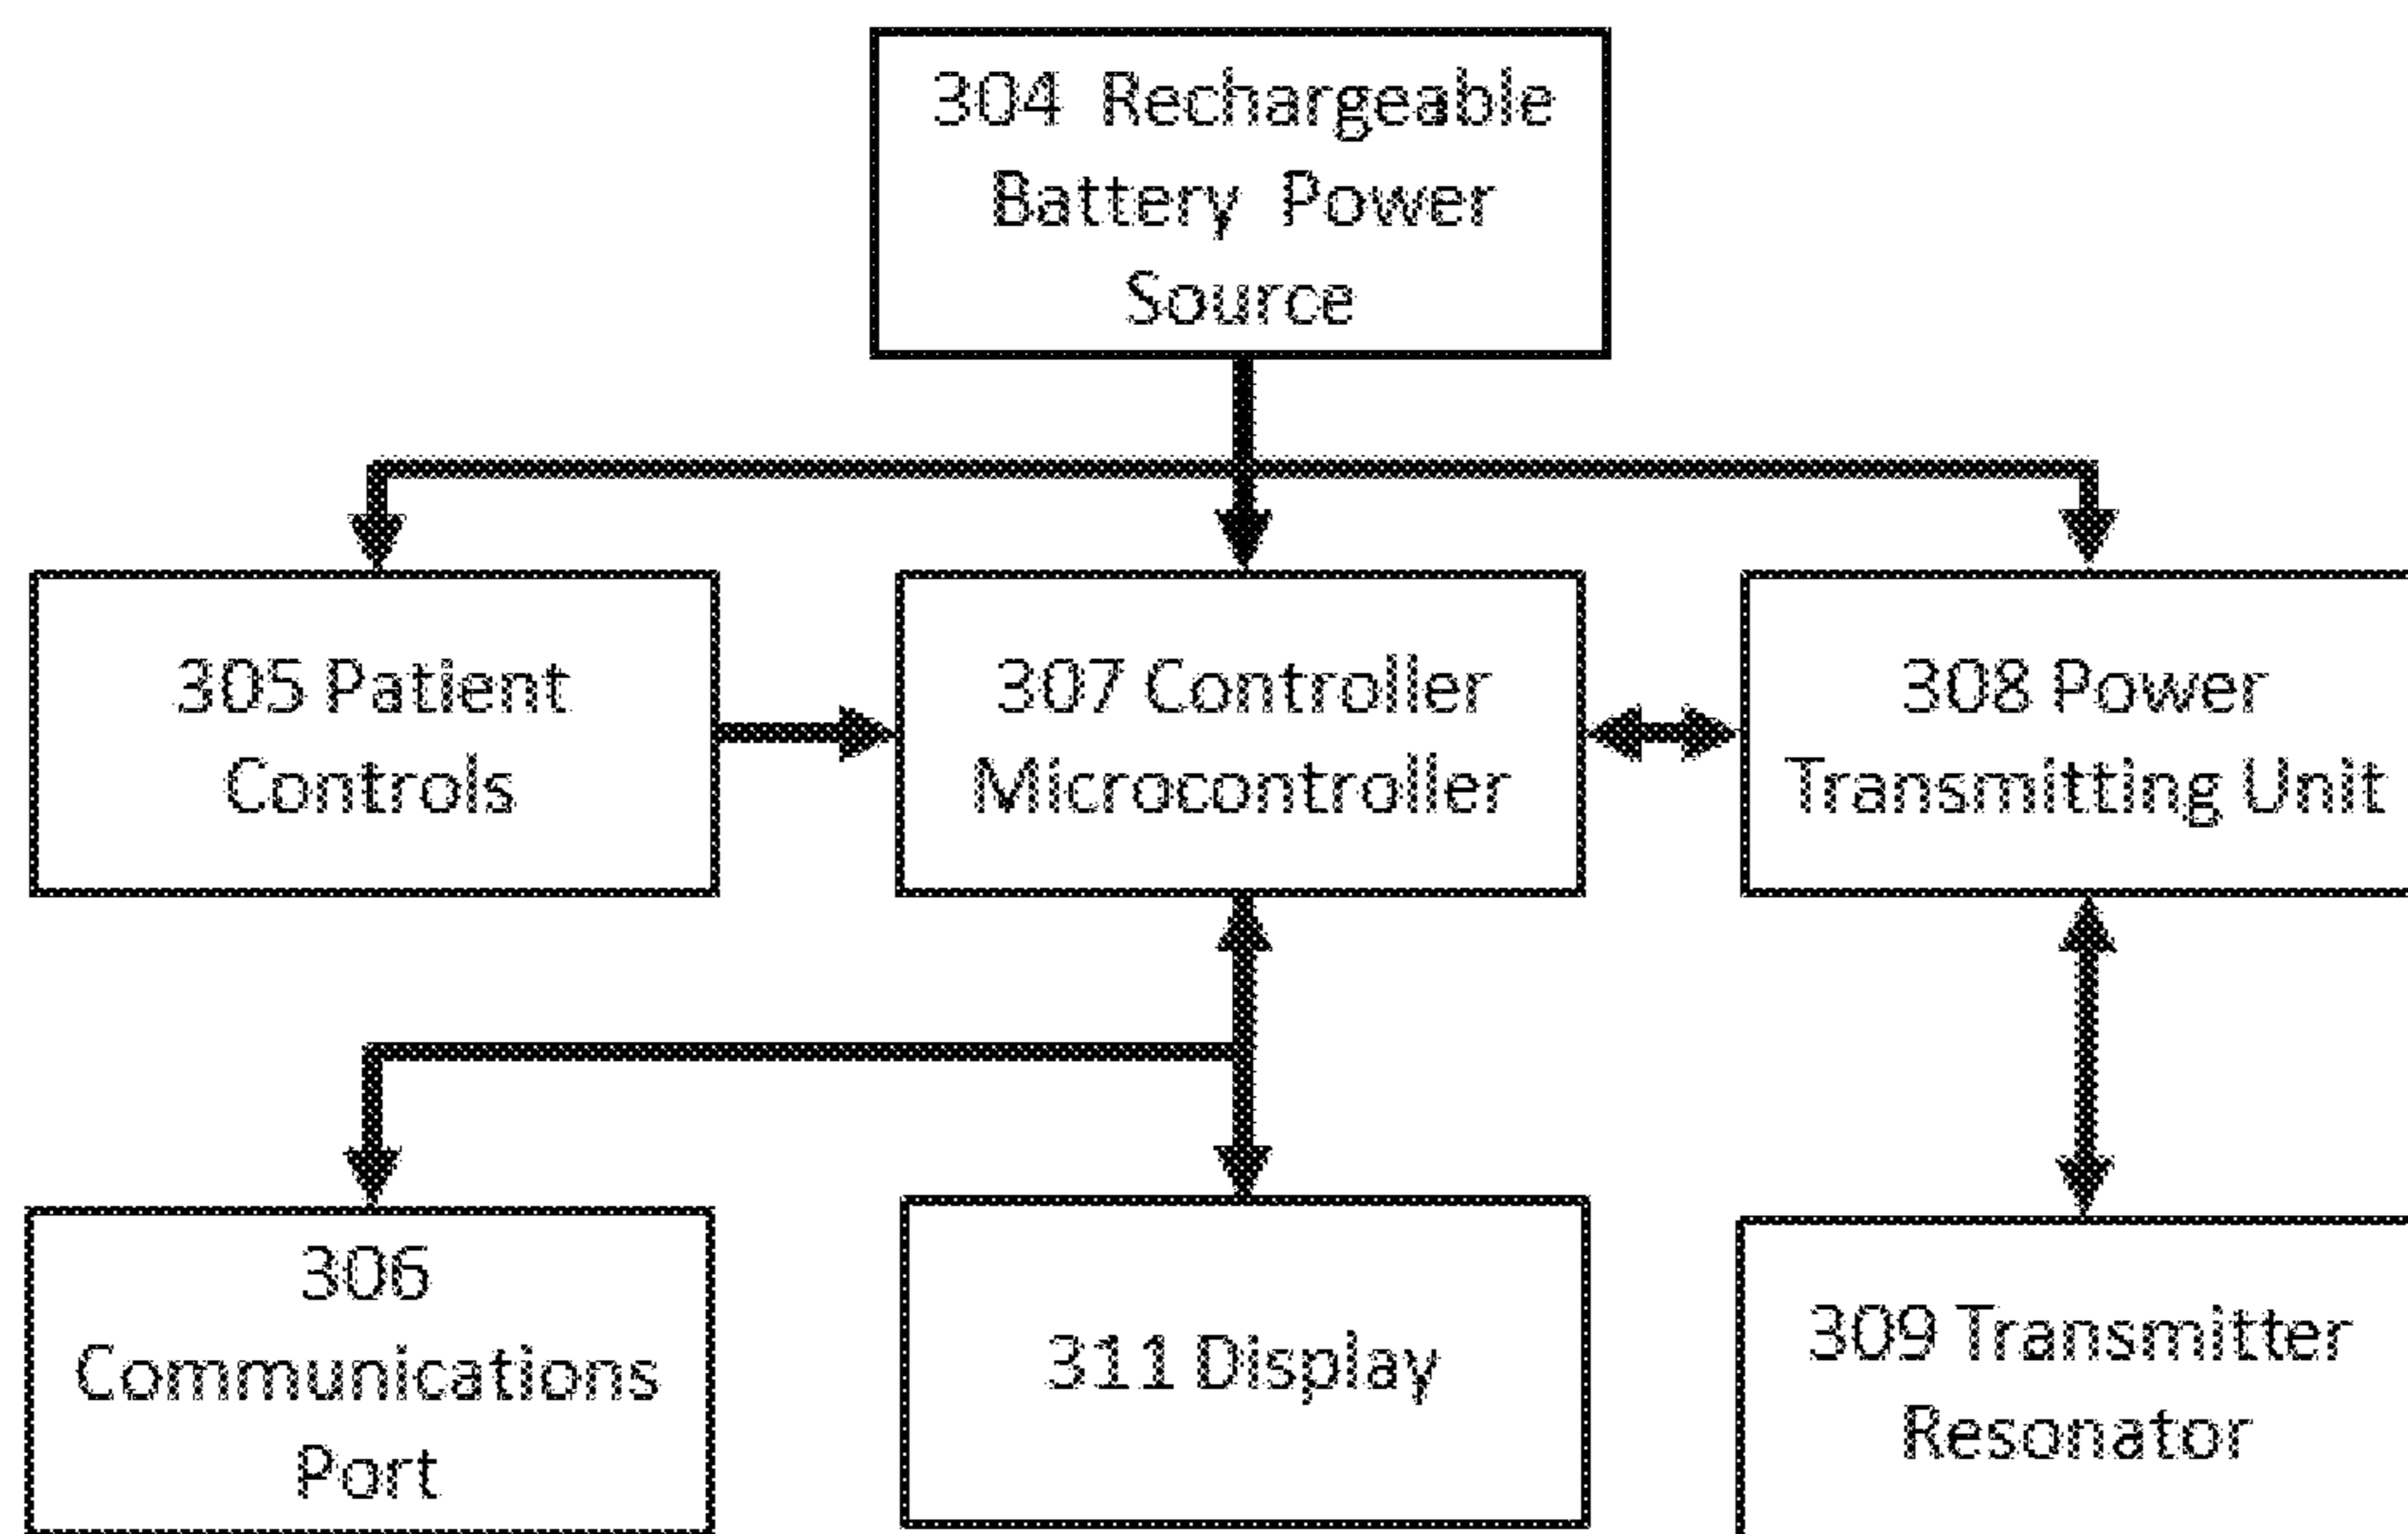 304 Rechargeable
Battery Power
Source
305 Patient
Controls
307 Controller
Microcontroller
308 Power
Transmitting Unit
306
Communications
Port
311 Display
309 Transmitter
Resonator